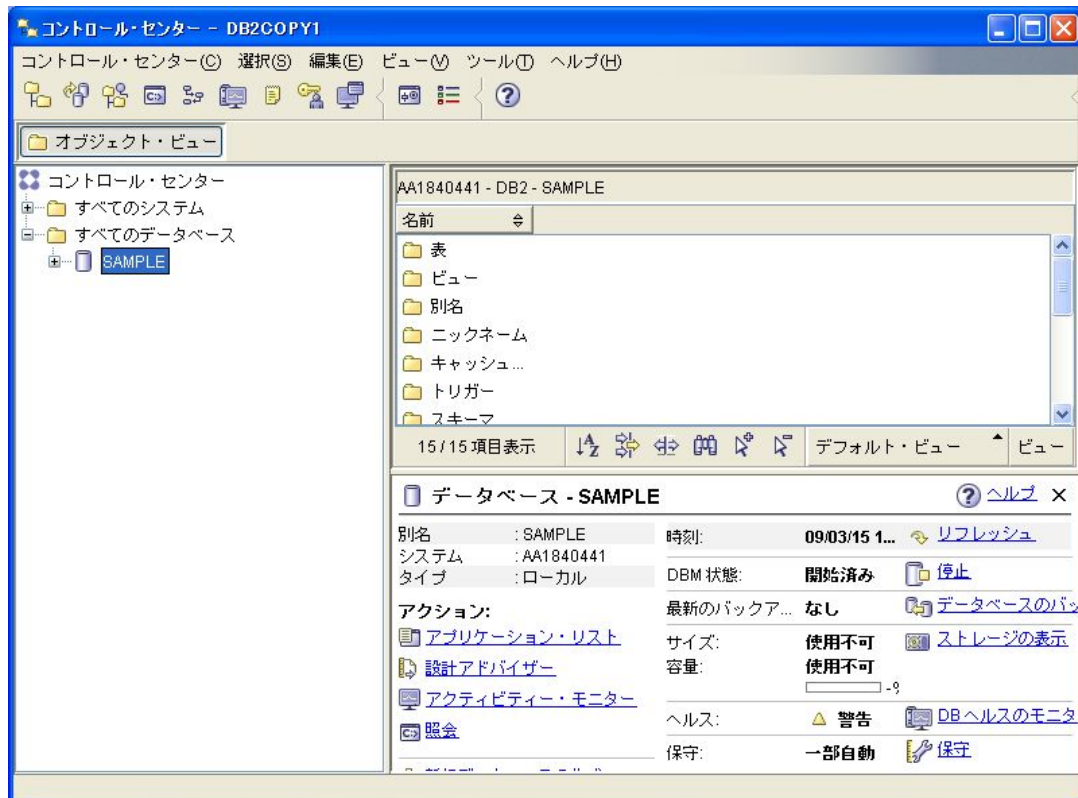 コントロール・センター - DB2COPY1
コントロール・センター(C) 選択(S) 編集(E) ビュー(V) ツール(T) ヘルプ(H)
オブジェクト・ビュー
コントロール・センター
すべてのシステム
すべてのデータベース
SAMPLE
AA1840441 - DB2 - SAMPLE
名前
表
ビュー
別名
ニックネーム
キャッシュ...
トリガー
スキーマ
15/15 項目表示 デフォルト・ビュー ビュー
データベース - SAMPLE ヘルプ
別名 : SAMPLE
システム : AA1840441
タイプ : ローカル
アクション:
アプリケーション・リスト
設計アドバイザー
アクティビティー・モニター
照会
時刻: 09/03/15 1... リフレッシュ
DBM 状態: 開始済み 停止
最新のバックア... なし データベースのバッ
サイズ: 使用不可 ストレージの表示
容量: 使用不可
ヘルス: 警告 DB ヘルスのモニタ
保守: 一部自動 保守